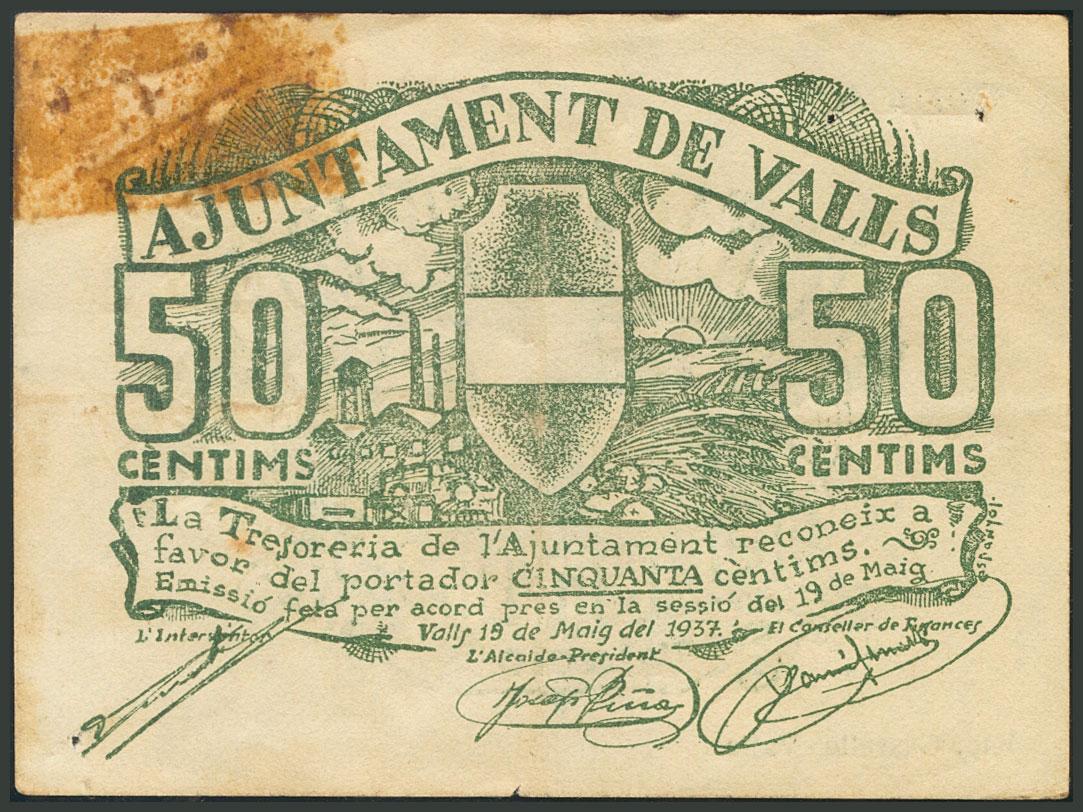 AJUNTAMENT DE VALLS
50 50
CÈNTIMS CÈNTIMS
La Tresoreria de l'Ajuntament reconeix a
favor del portador CINQUANTA cèntims.
Emissió feta per acord pres en la sessió del 19 de Maig
Valls 19 de Maig del 1937.
L'Interventor
El Conseller de Finances
L'Alcalde-President
espanyol